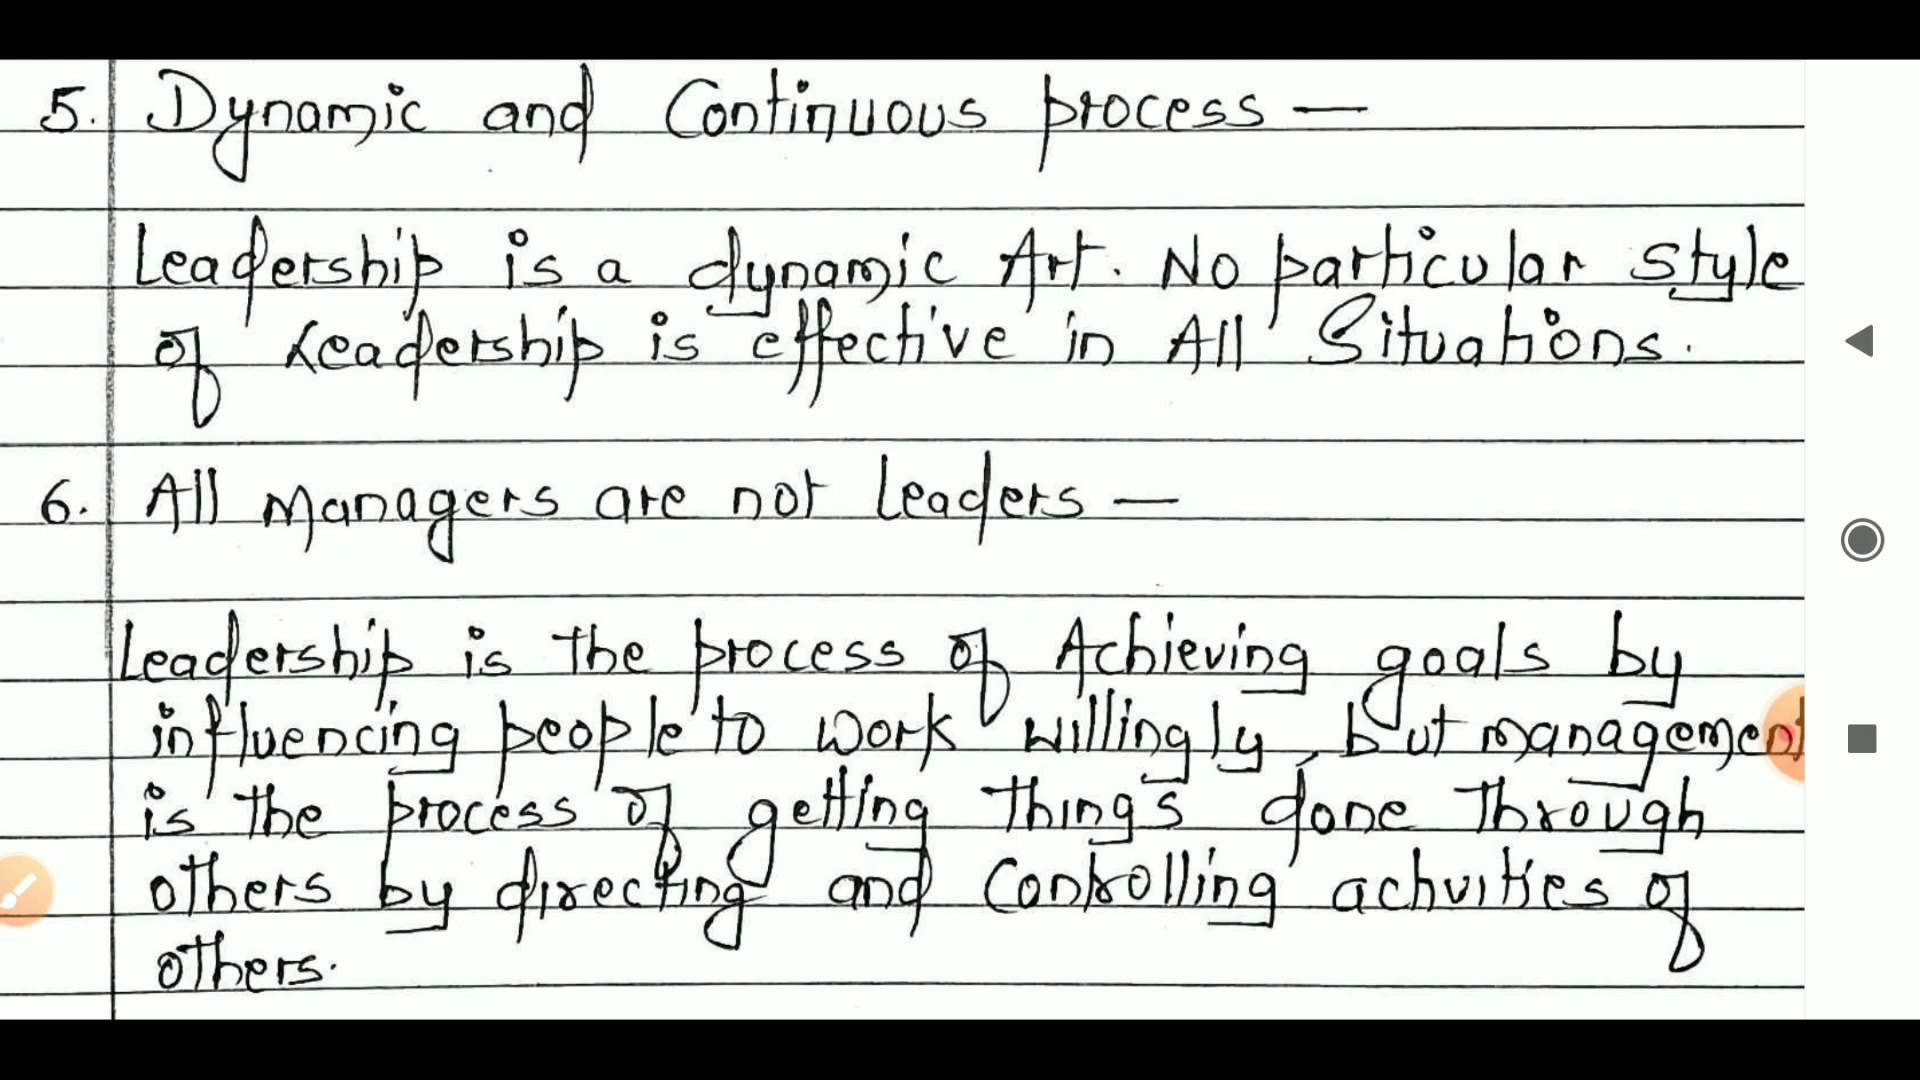 5. Dynamic and Continuous process —
Leadership is a dynamic Art. No particular style
of Leadership is effective in All Situations.
6. All Managers are not Leaders —
Leadership is the process of Achieving goals by
influencing people to work willingly, but management
is the process of getting things done through
others by directing and Controlling activities of
others.